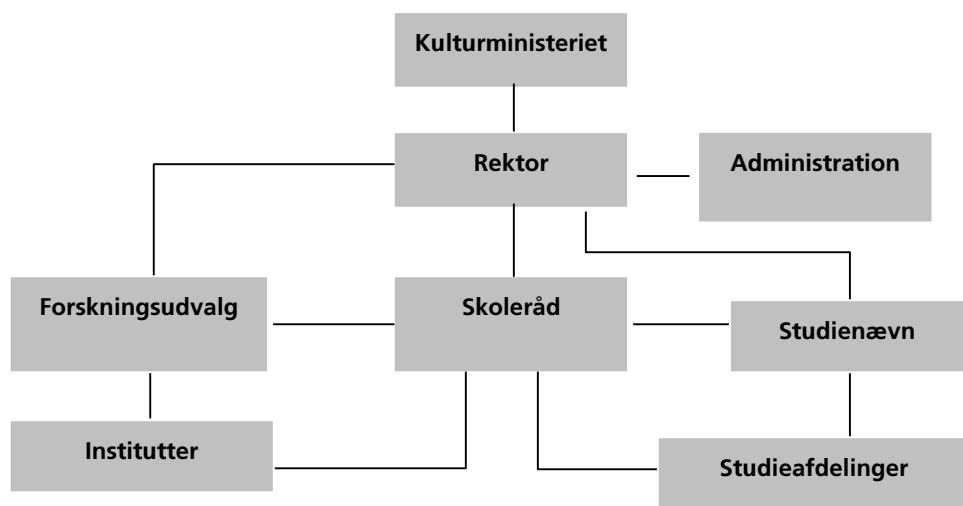 Kulturministeriet
Rektor
Administration
Forskningsudvalg
Skoleråd
Studienævn
Institutter
Studieafdelinger